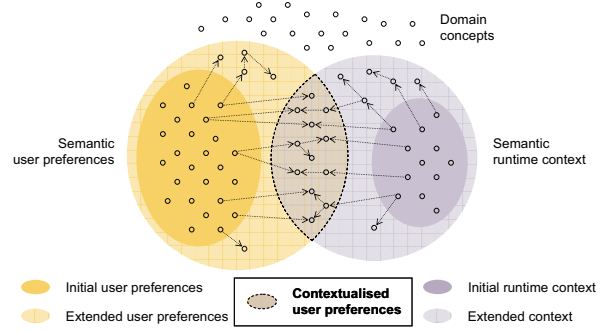 Domain
concepts
Semantic
user preferences
Semantic
runtime context
Initial user preferences
Extended user preferences
Contextualised
user preferences
Initial runtime context
Extended context